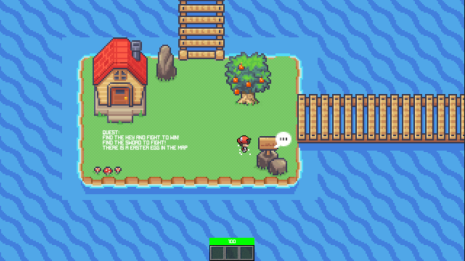 QUEST:
FIND THE KEY AND FIGHT TO WIN!
FIND THE SWORD TO FIGHT!
THERE IS A EASTER EGG IN THE MAP
100